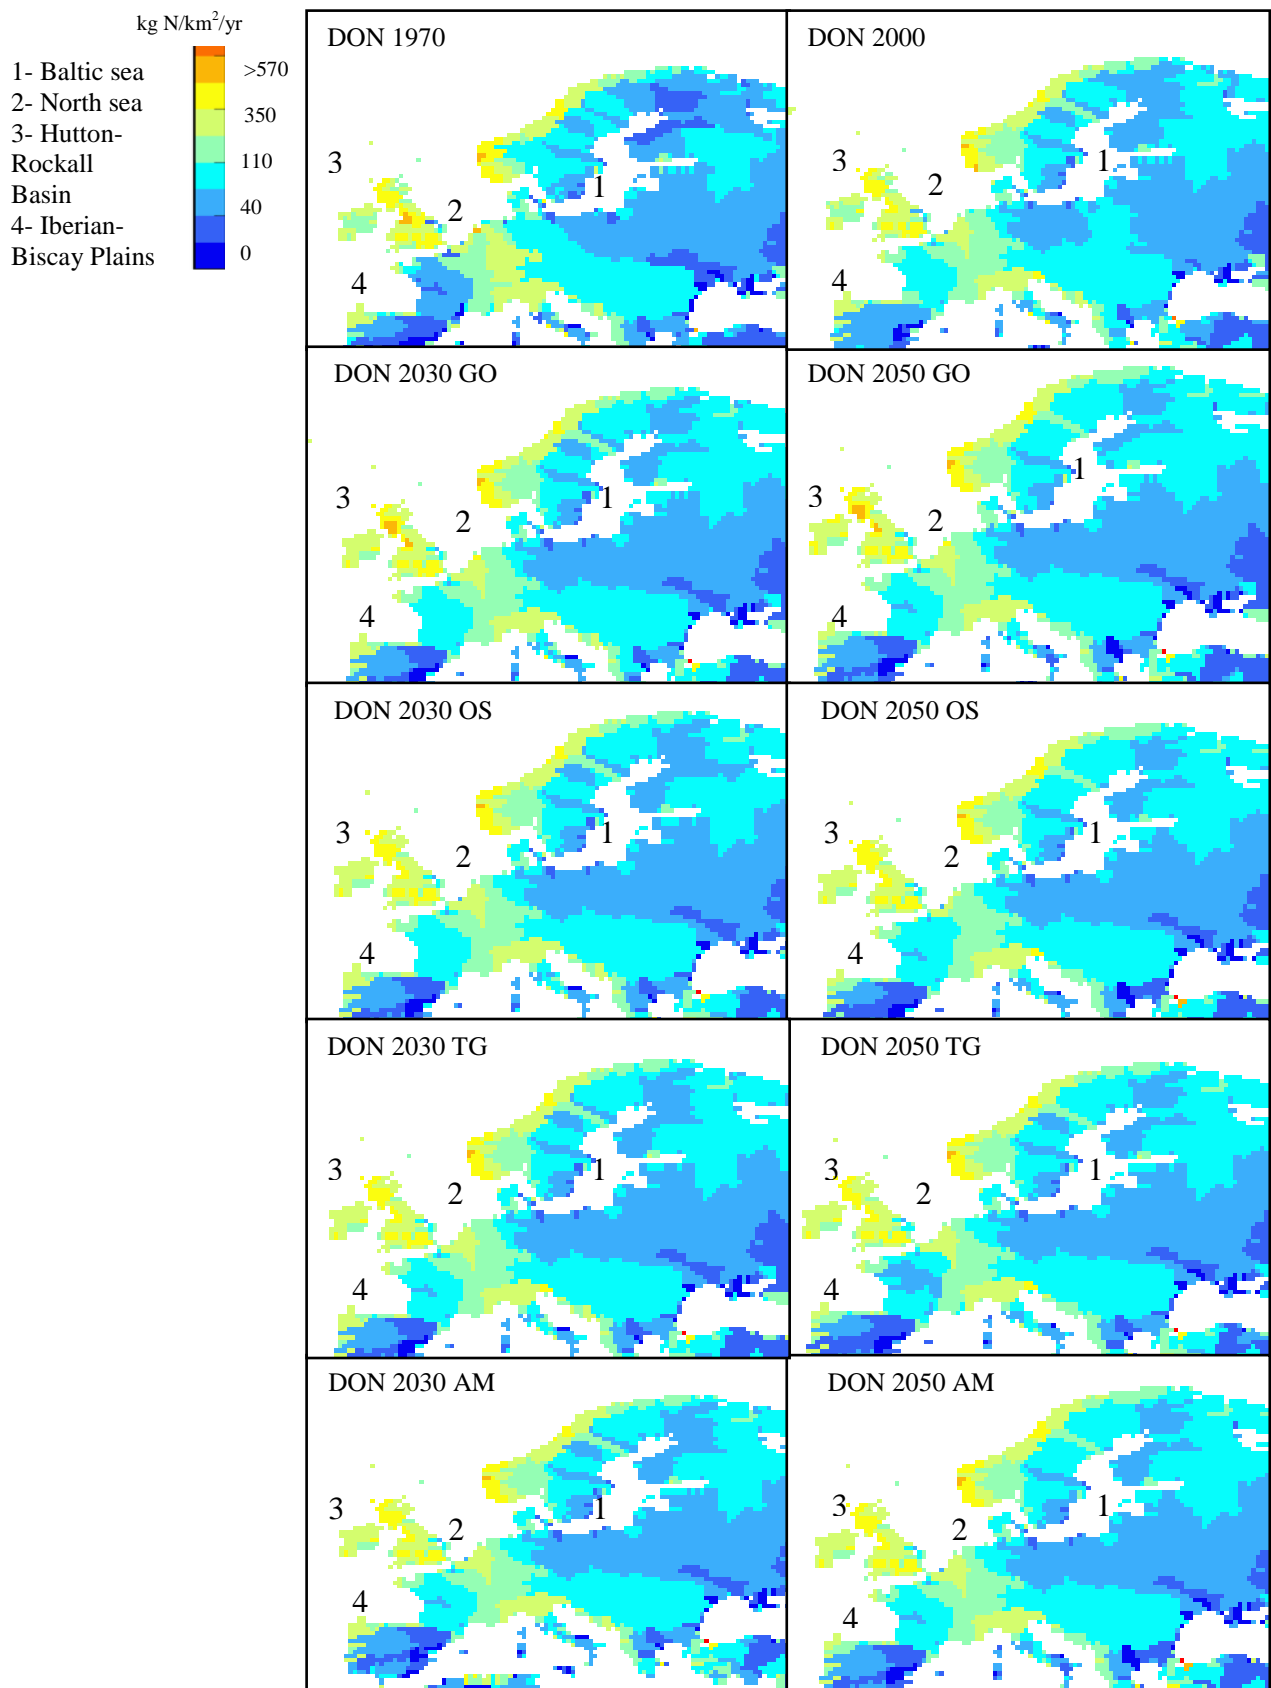 kg N/km²/yr
1- Baltic sea
2- North sea
3- Hutton-
Rockall
Basin
4- Iberian-
Biscay Plains
>570
350
110
40
0
DON 1970
3
2
1
4
DON 2000
3
2
1
4
DON 2030 GO
3
2
1
4
DON 2050 GO
3
2
1
4
DON 2030 OS
3
2
1
4
DON 2050 OS
3
2
1
4
DON 2030 TG
3
2
1
4
DON 2050 TG
3
2
1
4
DON 2030 AM
3
2
1
4
DON 2050 AM
3
2
1
4